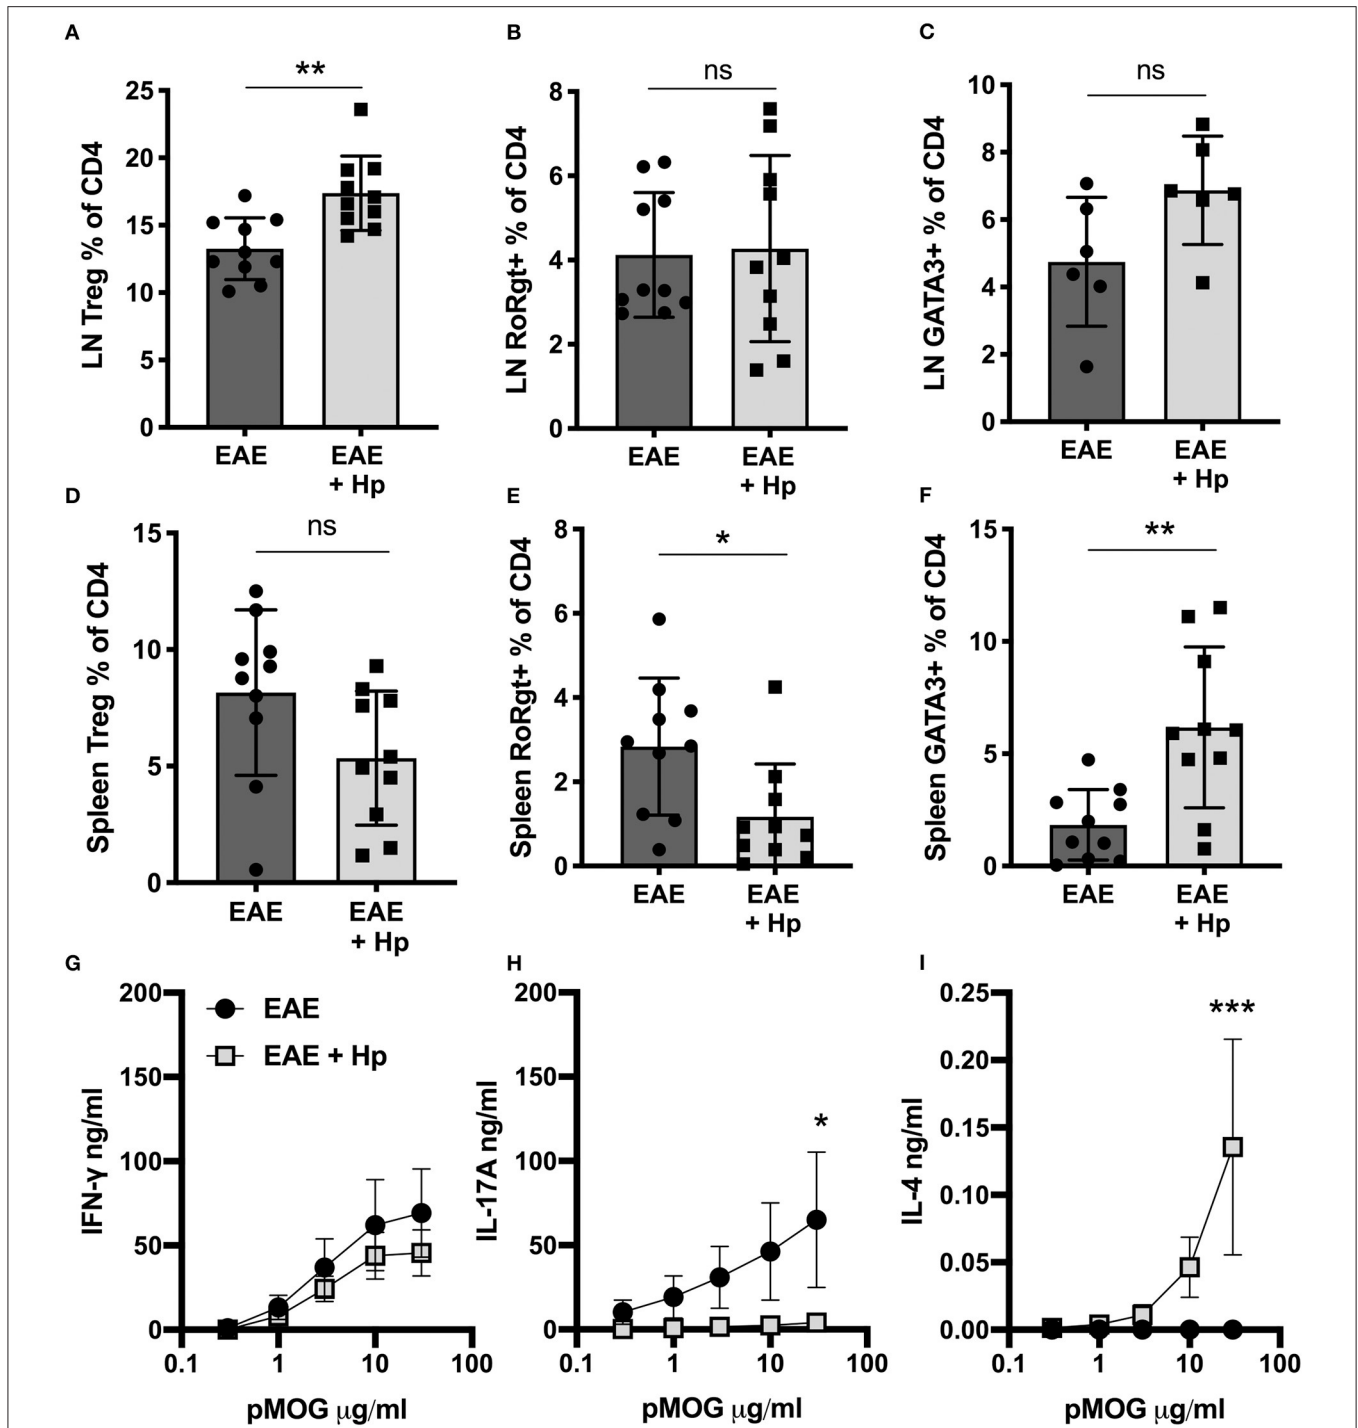 A
B
C
**
ns
ns
LN Treg % of CD4
25
20
15
10
5
0
EAE
EAE
+ Hp
LN RoRgt+ % of CD4
8
6
4
2
0
EAE
EAE
+ Hp
LN GATA3+ % of CD4
10
8
6
4
2
0
EAE
EAE
+ Hp
D
E
F
ns
*
**
Spleen Treg % of CD4
15
10
5
0
EAE
EAE
+ Hp
Spleen RoRgt+ % of CD4
8
6
4
2
0
EAE
EAE
+ Hp
Spleen GATA3+ % of CD4
15
10
5
0
EAE
EAE
+ Hp
G
H
I
EAE
EAE + Hp
IFN-γ ng/ml
200
150
100
50
0
0.1
1
10
100
pMOG μg/ml
IL-17A ng/ml
200
150
100
50
0
*
0.1
1
10
100
pMOG μg/ml
IL-4 ng/ml
0.25
0.20
0.15
0.10
0.05
0.00
***
0.1
1
10
100
pMOG μg/ml